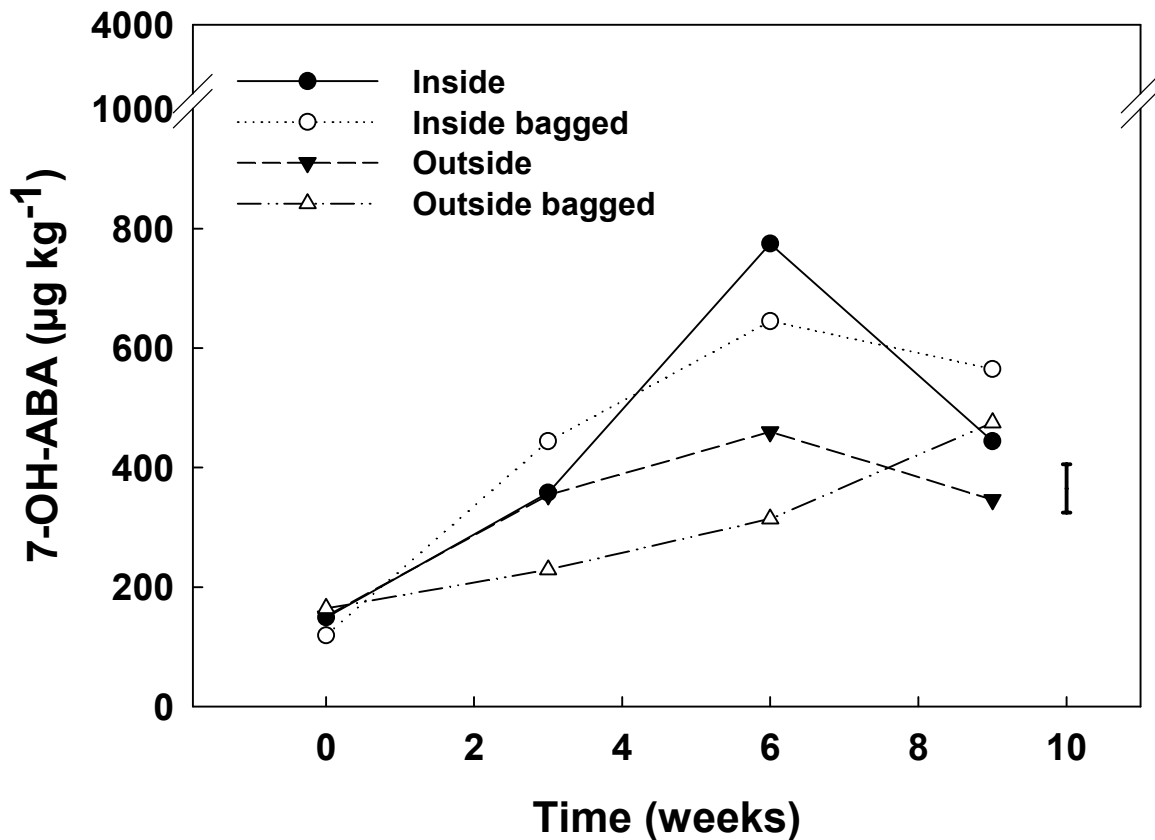 4000
1000
800
600
400
200
0
7-OH-ABA (µg kg⁻¹)
Inside
Inside bagged
Outside
Outside bagged
0 2 4 6 8 10
Time (weeks)